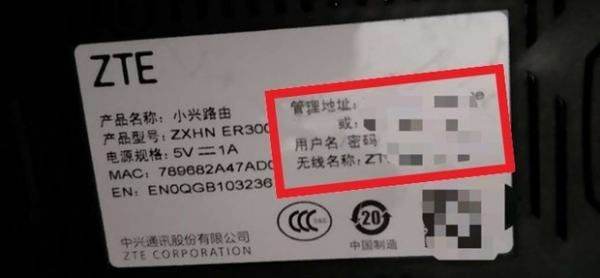 ZTE
产品名称: 小兴路由
产品型号: ZXHN ER300
电源规格: 5V⎓1A
MAC: 789682A47AD0
EN: EN0QGB103236
管理地址:
或:
用户名/密码
无线名称: ZT
中兴通讯股份有限公司
ZTE CORPORATION
CCC
20
中国制造